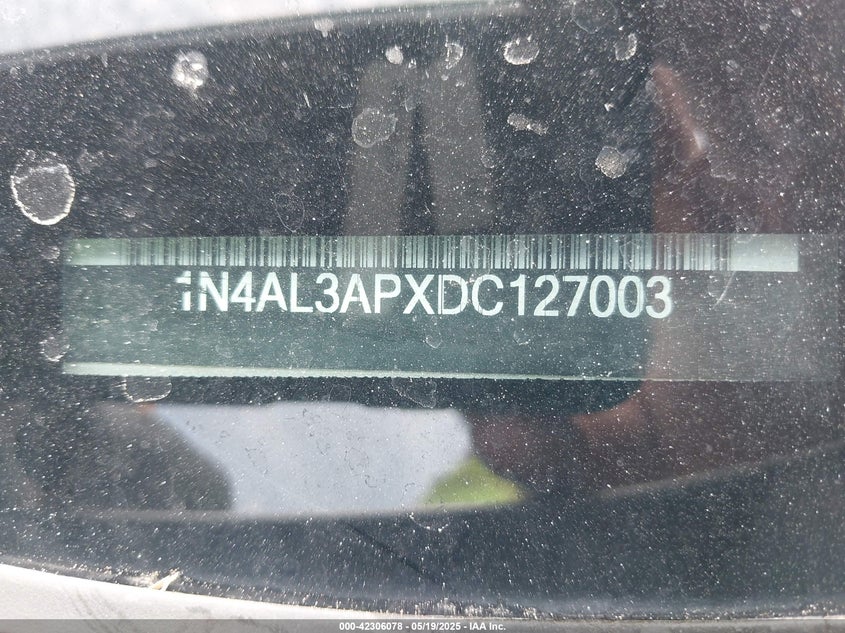 1N4AL3APXDC127003
000-42306078 - 05/19/2025 - IAA Inc.